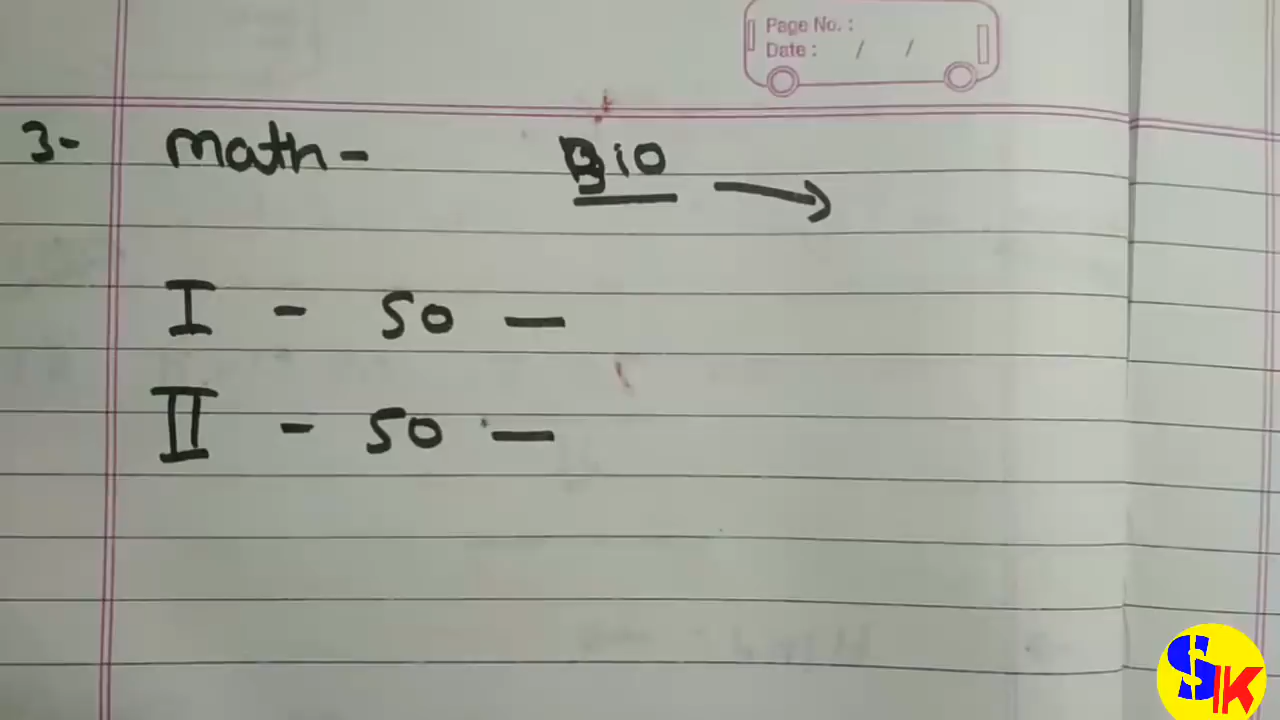 Page No. :
Date : / /
3- Math- Bio →
I - 50 —
II - 50 —
SK